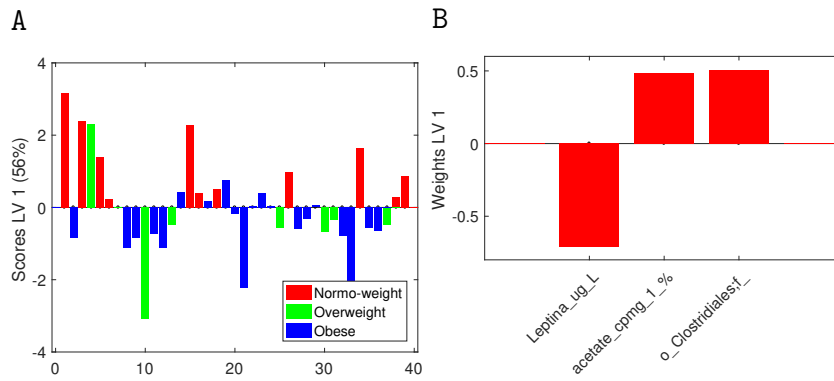 A
Scores LV 1 (56%)
4
2
0
-2
-4
0
10
20
30
40
Normo-weight
Overweight
Obese
B
Weights LV 1
0.5
0
-0.5
Leptina_ug_L
acetate_cpmg_1_%
o_Clostridiales;f_